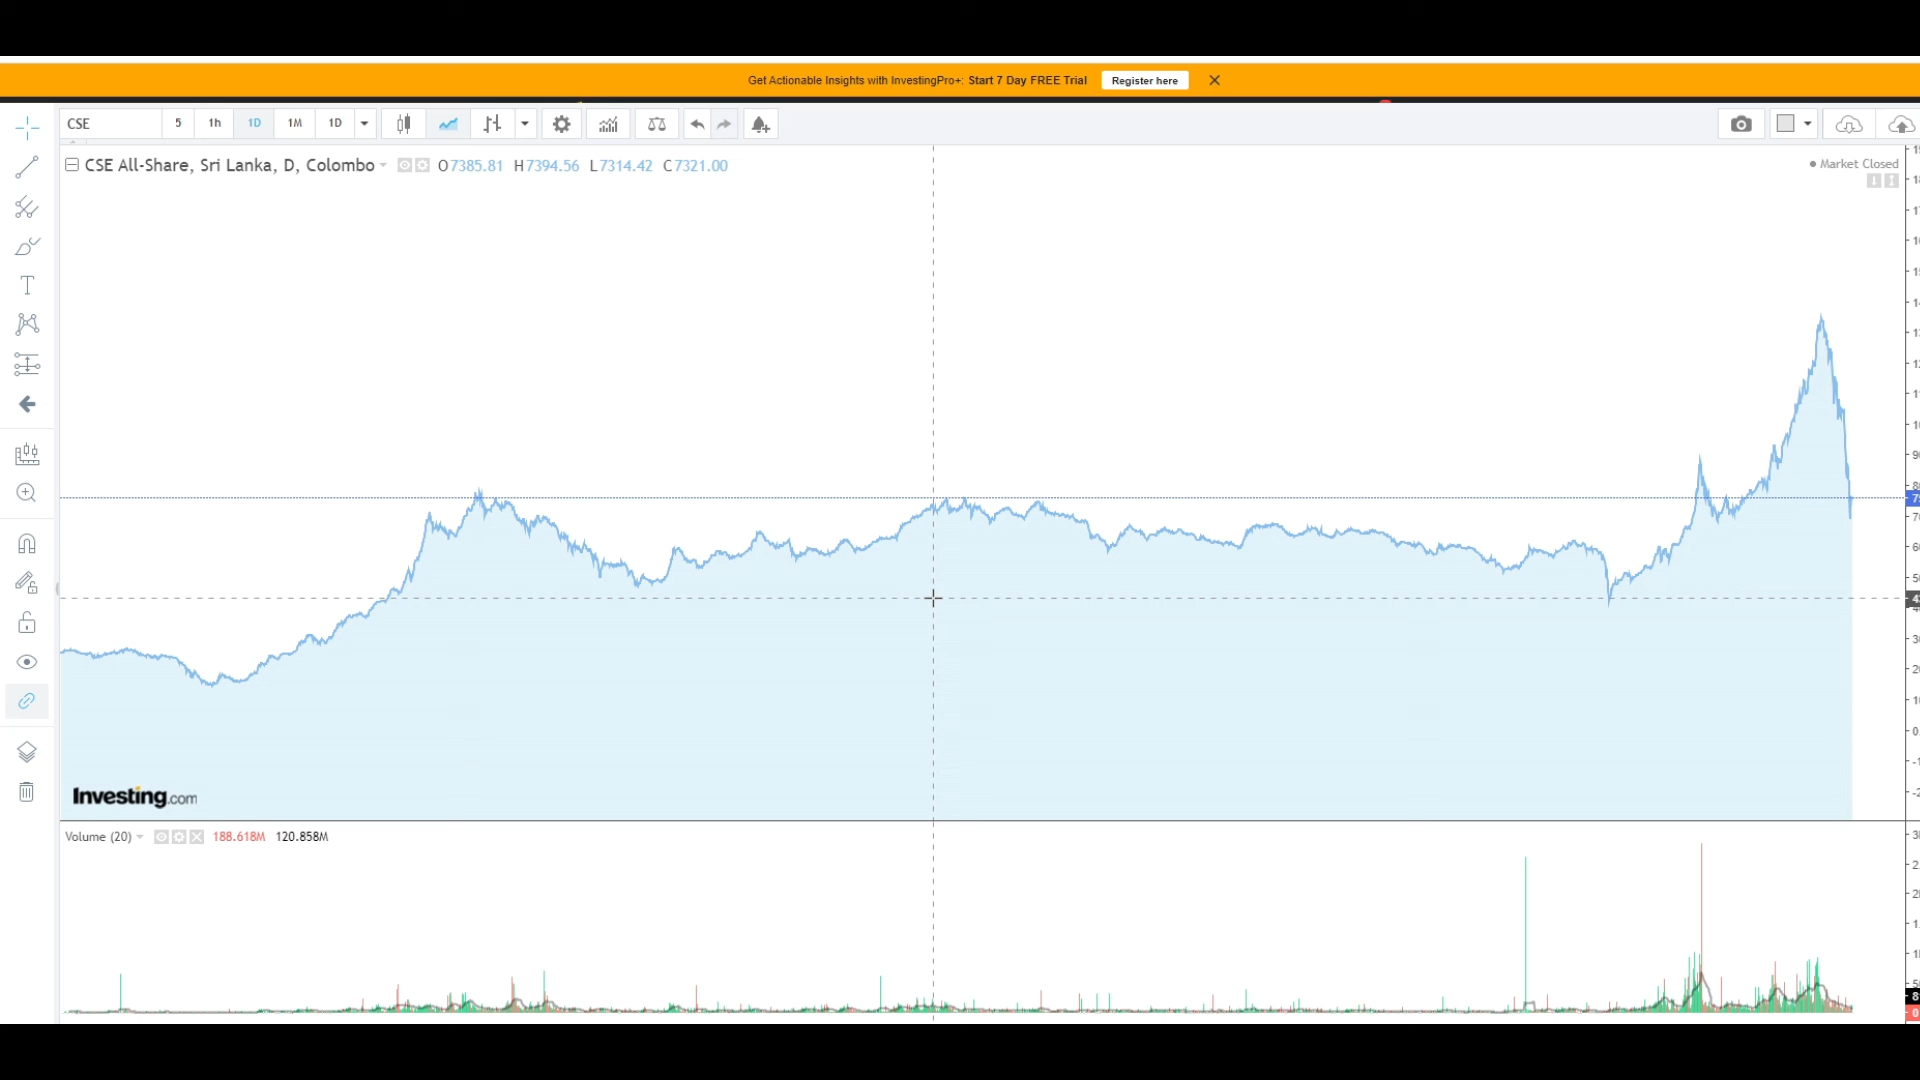 Get Actionable Insights with InvestingPro+: Start 7 Day FREE Trial Register here
CSE 5 1h 1D 1M 1D
CSE All-Share, Sri Lanka, D, Colombo O7385.81 H7394.56 L7314.42 C7321.00
Market Closed
Investing.com
Volume (20) 188.618M 120.858M